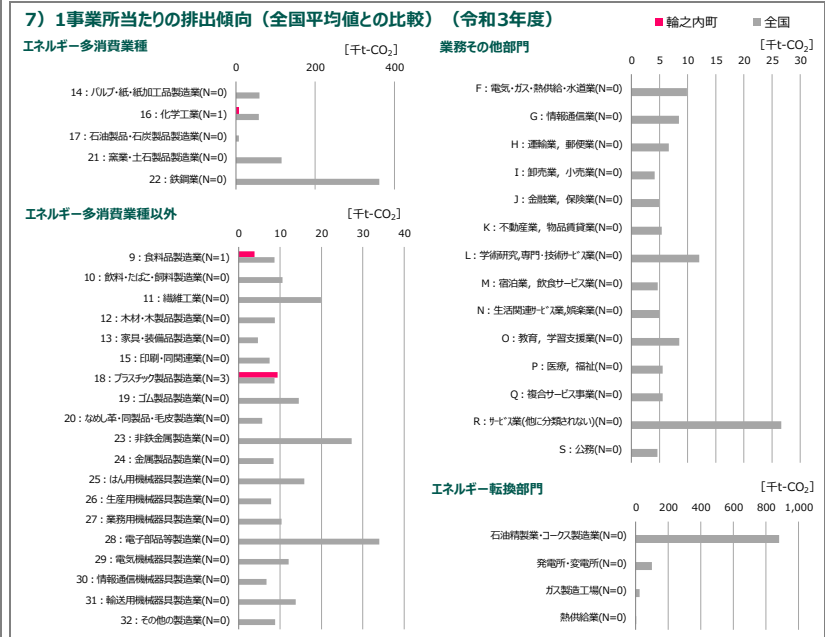 7）1事業所当たりの排出傾向（全国平均値との比較）（令和3年度）
■輪之内町 ■全国
エネルギー多消費業種
[千t-CO₂]
0 200 400
14：パルプ・紙・紙加工品製造業(N=0)
16：化学工業(N=1)
17：石油製品・石炭製品製造業(N=0)
21：窯業・土石製品製造業(N=0)
22：鉄鋼業(N=0)
エネルギー多消費業種以外
[千t-CO₂]
0 10 20 30 40
9：食料品製造業(N=1)
10：飲料・たばこ・飼料製造業(N=0)
11：繊維工業(N=0)
12：木材・木製品製造業(N=0)
13：家具・装備品製造業(N=0)
15：印刷・同関連業(N=0)
18：プラスチック製品製造業(N=3)
19：ゴム製品製造業(N=0)
20：なめし革・同製品・毛皮製造業(N=0)
23：非鉄金属製造業(N=0)
24：金属製品製造業(N=0)
25：はん用機械器具製造業(N=0)
26：生産用機械器具製造業(N=0)
27：業務用機械器具製造業(N=0)
28：電子部品等製造業(N=0)
29：電気機械器具製造業(N=0)
30：情報通信機械器具製造業(N=0)
31：輸送用機械器具製造業(N=0)
32：その他の製造業(N=0)
業務その他部門
[千t-CO₂]
0 5 10 15 20 25 30
F：電気・ガス・熱供給・水道業(N=0)
G：情報通信業(N=0)
H：運輸業，郵便業(N=0)
I：卸売業，小売業(N=0)
J：金融業，保険業(N=0)
K：不動産業，物品賃貸業(N=0)
L：学術研究,専門・技術ｻｰﾋﾞｽ業(N=0)
M：宿泊業，飲食サービス業(N=0)
N：生活関連ｻｰﾋﾞｽ業,娯楽業(N=0)
O：教育，学習支援業(N=0)
P：医療，福祉(N=0)
Q：複合サービス事業(N=0)
R：ｻｰﾋﾞｽ業(他に分類されない)(N=0)
S：公務(N=0)
エネルギー転換部門
[千t-CO₂]
0 200 400 600 800 1,000
石油精製業・コークス製造業(N=0)
発電所・変電所(N=0)
ガス製造工場(N=0)
熱供給業(N=0)